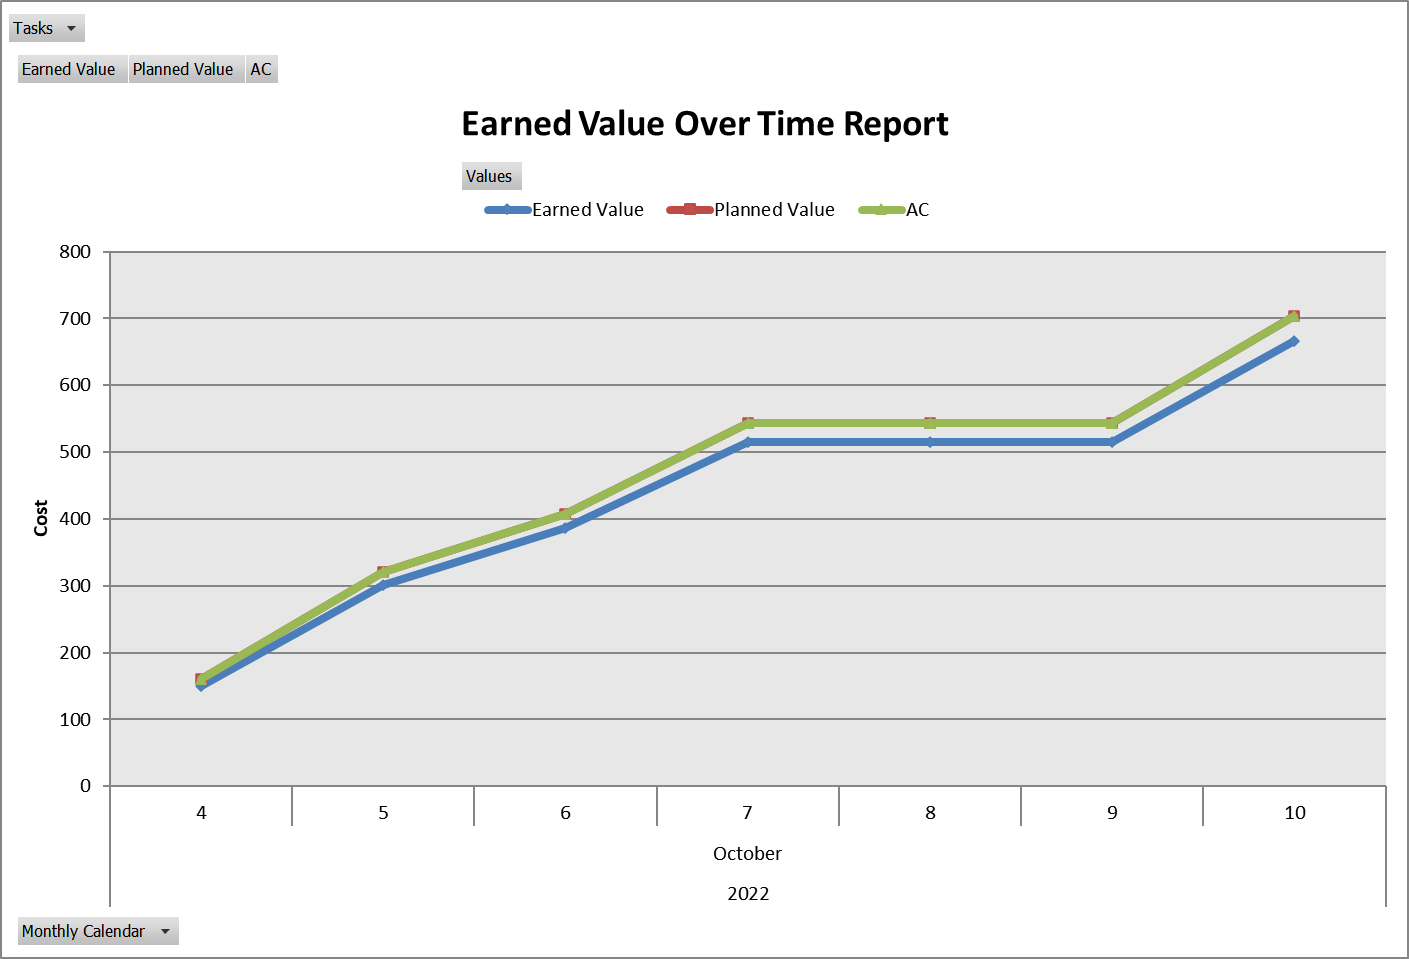 Tasks
Earned Value Planned Value AC
Earned Value Over Time Report
Values
Earned Value Planned Value AC
800
700
600
500
400
300
200
100
0
Cost
4 5 6 7 8 9 10
October
2022
Monthly Calendar